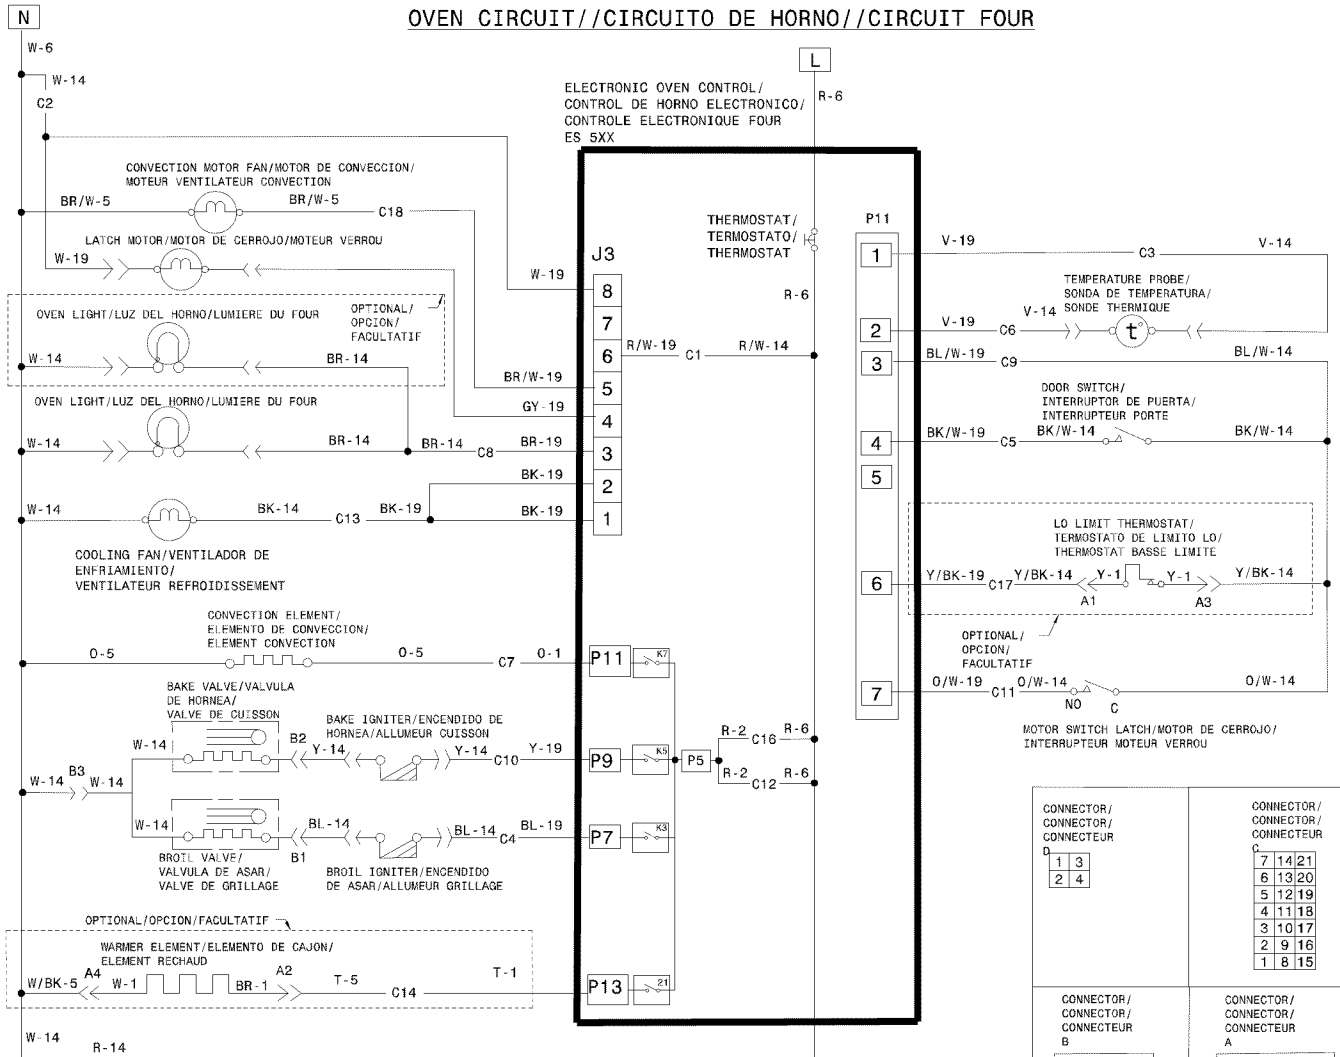 OVEN CIRCUIT//CIRCUITO DE HORNO//CIRCUIT FOUR
N
W-6
W-14
C2
L
R-6
ELECTRONIC OVEN CONTROL/
CONTROL DE HORNO ELECTRONICO/
CONTROLE ELECTRONIQUE FOUR
ES 5XX
CONVECTION MOTOR FAN/MOTOR DE CONVECCION/
MOTEUR VENTILATEUR CONVECTION
BR/W-5
BR/W-5
C18
LATCH MOTOR/MOTOR DE CERROJO/MOTEUR VERROU
W-19
OPTIONAL/
OPCION/
FACULTATIF
OVEN LIGHT/LUZ DEL HORNO/LUMIERE DU FOUR
W-14
BR-14
OVEN LIGHT/LUZ DEL HORNO/LUMIERE DU FOUR
W-14
BR-14
BR-14
C8
BR-19
W-14
BK-14
C13
BK-19
BK-19
BK-19
COOLING FAN/VENTILADOR DE
ENFRIAMIENTO/
VENTILATEUR REFROIDISSEMENT
W-19
BR/W-19
GY-19
J3
8
7
6
5
4
3
2
1
R/W-19
C1
R/W-14
THERMOSTAT/
TERMOSTATO/
THERMOSTAT
R-6
P11
1
2
3
4
5
6
7
V-19
C3
V-14
TEMPERATURE PROBE/
SONDA DE TEMPERATURA/
SONDE THERMIQUE
V-19
C6
V-14
t°
BL/W-19
C9
BL/W-14
DOOR SWITCH/
INTERRUPTOR DE PUERTA/
INTERRUPTEUR PORTE
BK/W-19
C5
BK/W-14
BK/W-14
LO LIMIT THERMOSTAT/
TERMOSTATO DE LIMITO LO/
THERMOSTAT BASSE LIMITE
Y/BK-19
C17
Y/BK-14
Y-1
Y-1
Y/BK-14
A1
A3
OPTIONAL/
OPCION/
FACULTATIF
O/W-19
C11
O/W-14
NO
C
O/W-14
MOTOR SWITCH LATCH/MOTOR DE CERROJO/
INTERRUPTEUR MOTEUR VERROU
CONVECTION ELEMENT/
ELEMENTO DE CONVECCION/
ELEMENT CONVECTION
O-5
O-5
C7
O-1
P11
K7
BAKE VALVE/VALVULA
DE HORNEA/
VALVE DE CUISSON
BAKE IGNITER/ENCENDIDO DE
HORNEA/ALLUMEUR CUISSON
W-14
B2
Y-14
Y-14
C10
Y-19
P9
K5
P5
R-2
C16
R-6
R-2
C12
R-6
B3
W-14
W-14
W-14
BL-14
B1
BL-14
C4
BL-19
P7
K3
BROIL VALVE/
VALVULA DE ASAR/
VALVE DE GRILLAGE
BROIL IGNITER/ENCENDIDO
DE ASAR/ALLUMEUR GRILLAGE
OPTIONAL/OPCION/FACULTATIF
WARMER ELEMENT/ELEMENTO DE CAJON/
ELEMENT RECHAUD
W/BK-5
A4
W-1
BR-1
A2
T-5
C14
T-1
P13
21
W-14
R-14
CONNECTOR/
CONNECTOR/
CONNECTEUR
D
1 3
2 4
CONNECTOR/
CONNECTOR/
CONNECTEUR
C
7 14 21
6 13 20
5 12 19
4 11 18
3 10 17
2 9 16
1 8 15
CONNECTOR/
CONNECTOR/
CONNECTEUR
B
CONNECTOR/
CONNECTOR/
CONNECTEUR
A